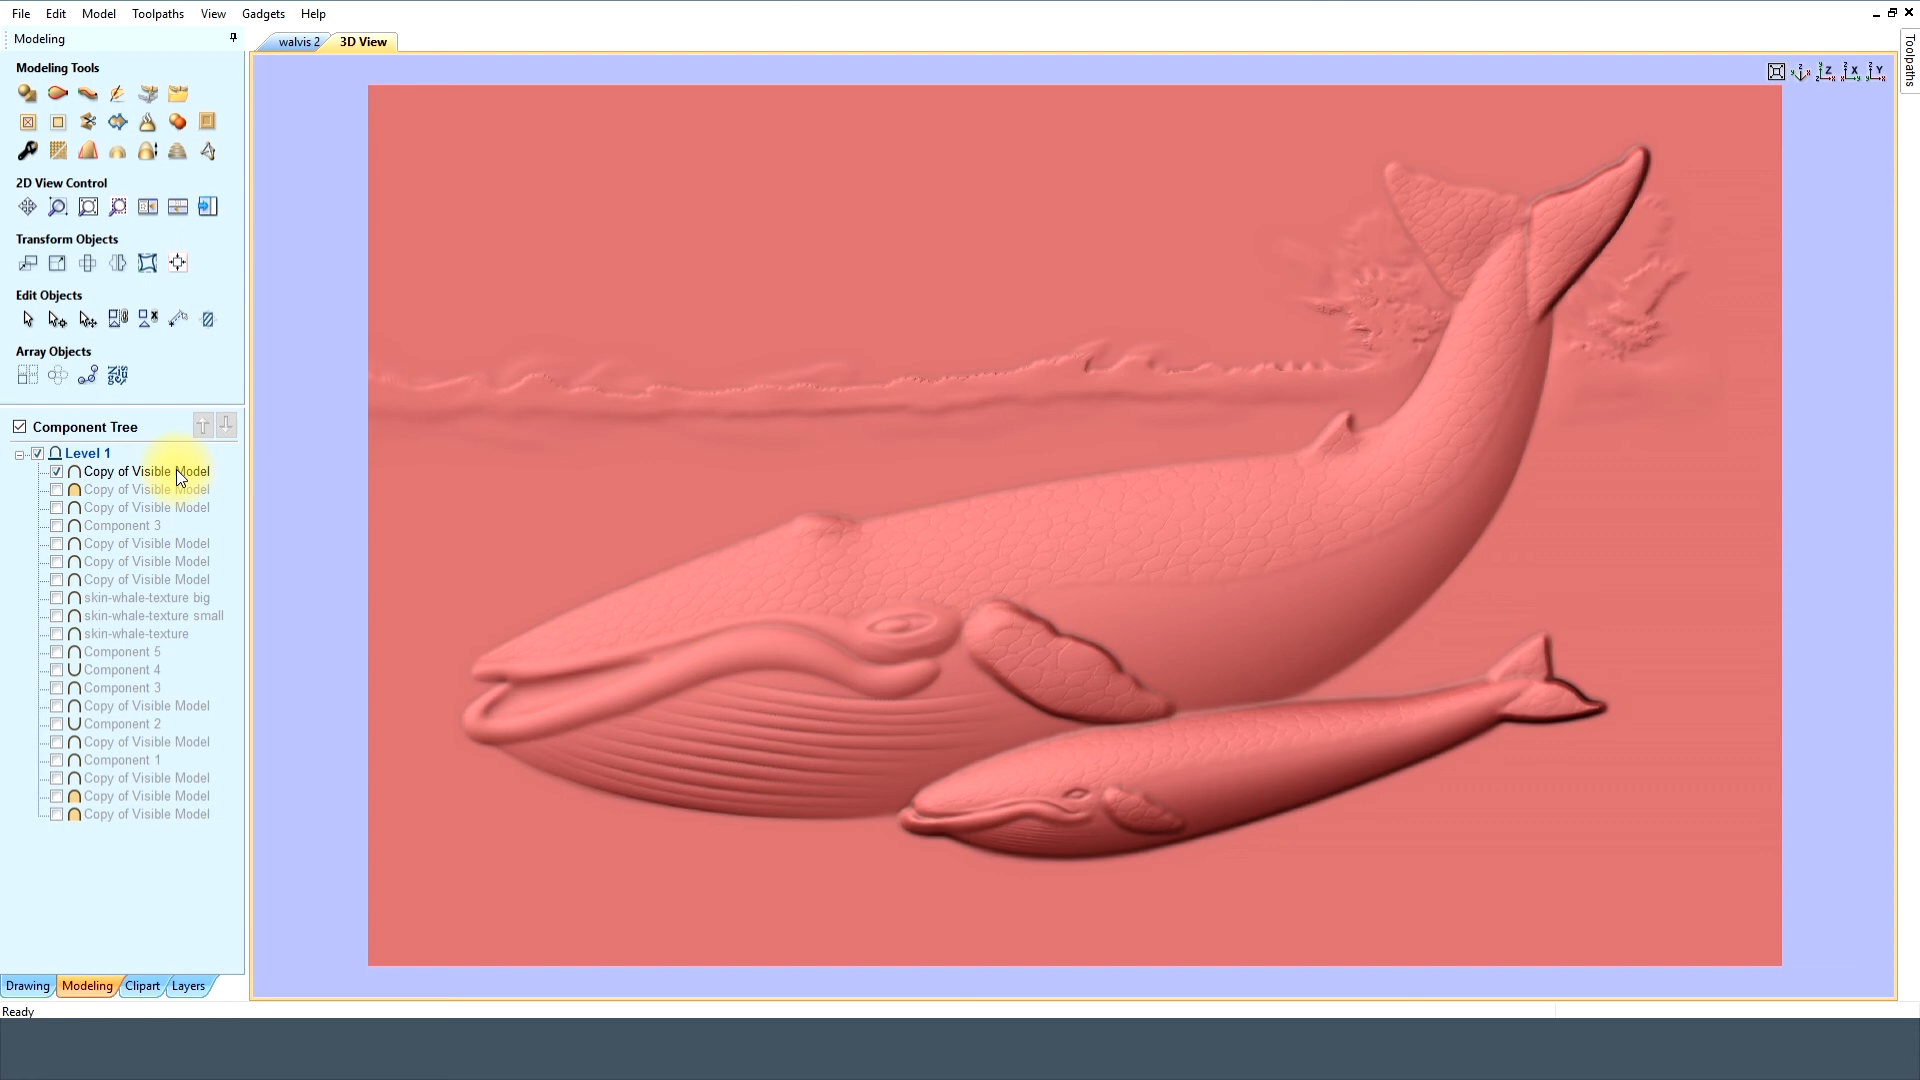 File Edit Model Toolpaths View Gadgets Help
Modeling
walvis 2 3D View
Toolpaths
Modeling Tools
2D View Control
Transform Objects
Edit Objects
Array Objects
Component Tree
Level 1
Copy of Visible Model
Copy of Visible Model
Copy of Visible Model
Component 3
Copy of Visible Model
Copy of Visible Model
Copy of Visible Model
skin-whale-texture big
skin-whale-texture small
skin-whale-texture
Component 5
Component 4
Component 3
Copy of Visible Model
Component 2
Copy of Visible Model
Component 1
Copy of Visible Model
Copy of Visible Model
Copy of Visible Model
Drawing Modeling Clipart Layers
Ready